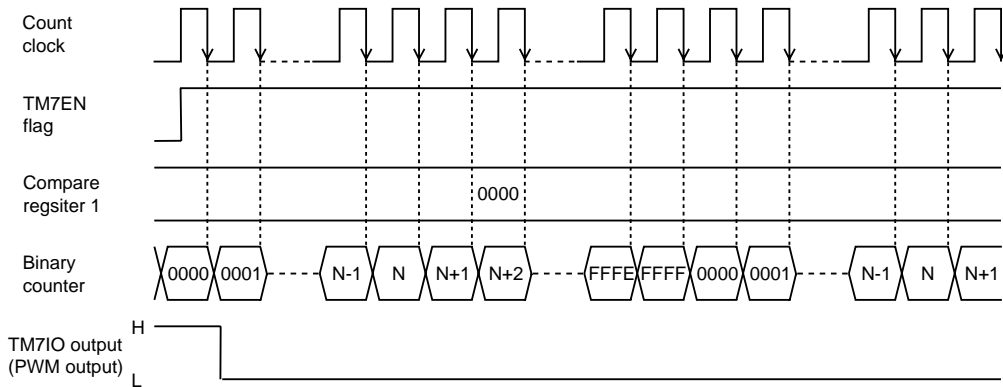 Count
clock
TM7EN
flag
Compare
regsiter 1
0000
Binary
counter
0000 0001 N-1 N N+1 N+2 FFFE FFFF 0000 0001 N-1 N N+1
H
TM7IO output
(PWM output)
L